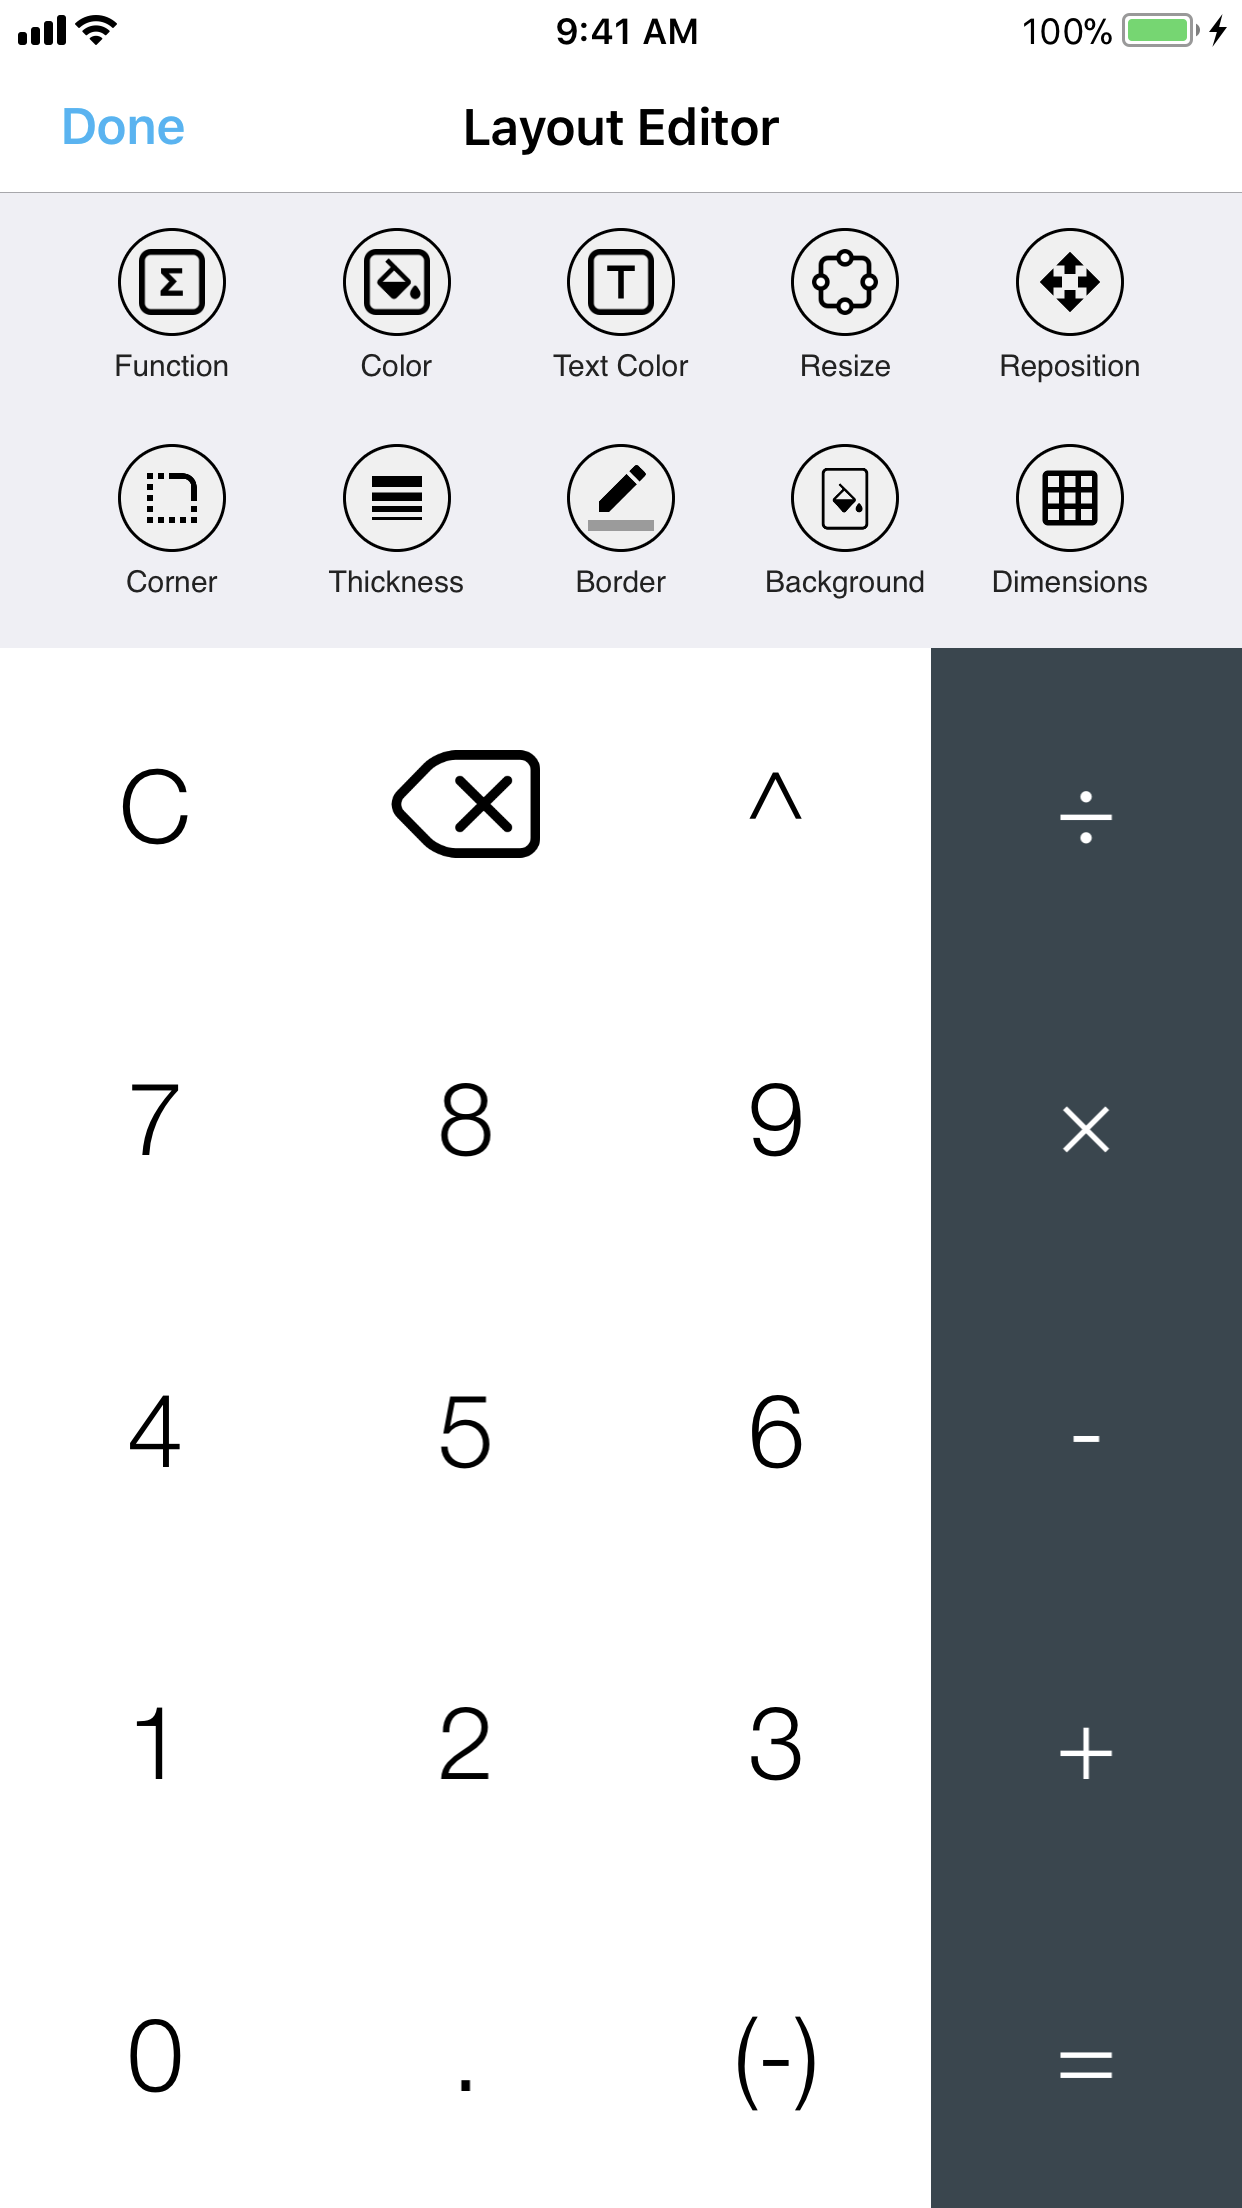 9:41 AM 100%
Done Layout Editor
Σ T
Function Color Text Color Resize Reposition
Corner Thickness Border Background Dimensions
C ^ ÷
7 8 9 ×
4 5 6 -
1 2 3 +
0 . (-) =